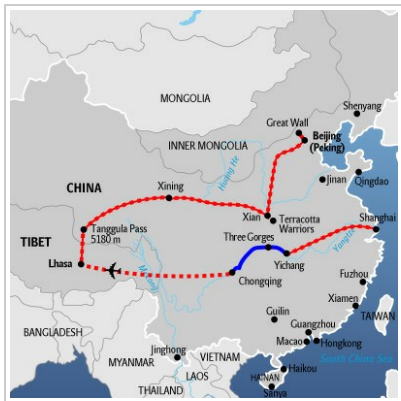 MONGOLIA
Shenyang
Great Wall
Beijing
(Peking)
INNER MONGOLIA
Huang He
Jinan
Qingdao
CHINA
Xining
Xian
Terracotta
Warriors
Shanghai
Tanggula Pass
5180 m
Three Gorges
Yangtze
TIBET
Yichang
Lhasa
Mekong
Chongqing
Fuzhou
Xiamen
TAIWAN
Guilin
Guangzhou
BANGLADESH
Macao
Hongkong
MYANMAR
Jinghong
VIETNAM
South China Sea
INDIA
LAOS
HAINAN
Haikou
THAILAND
Sanya